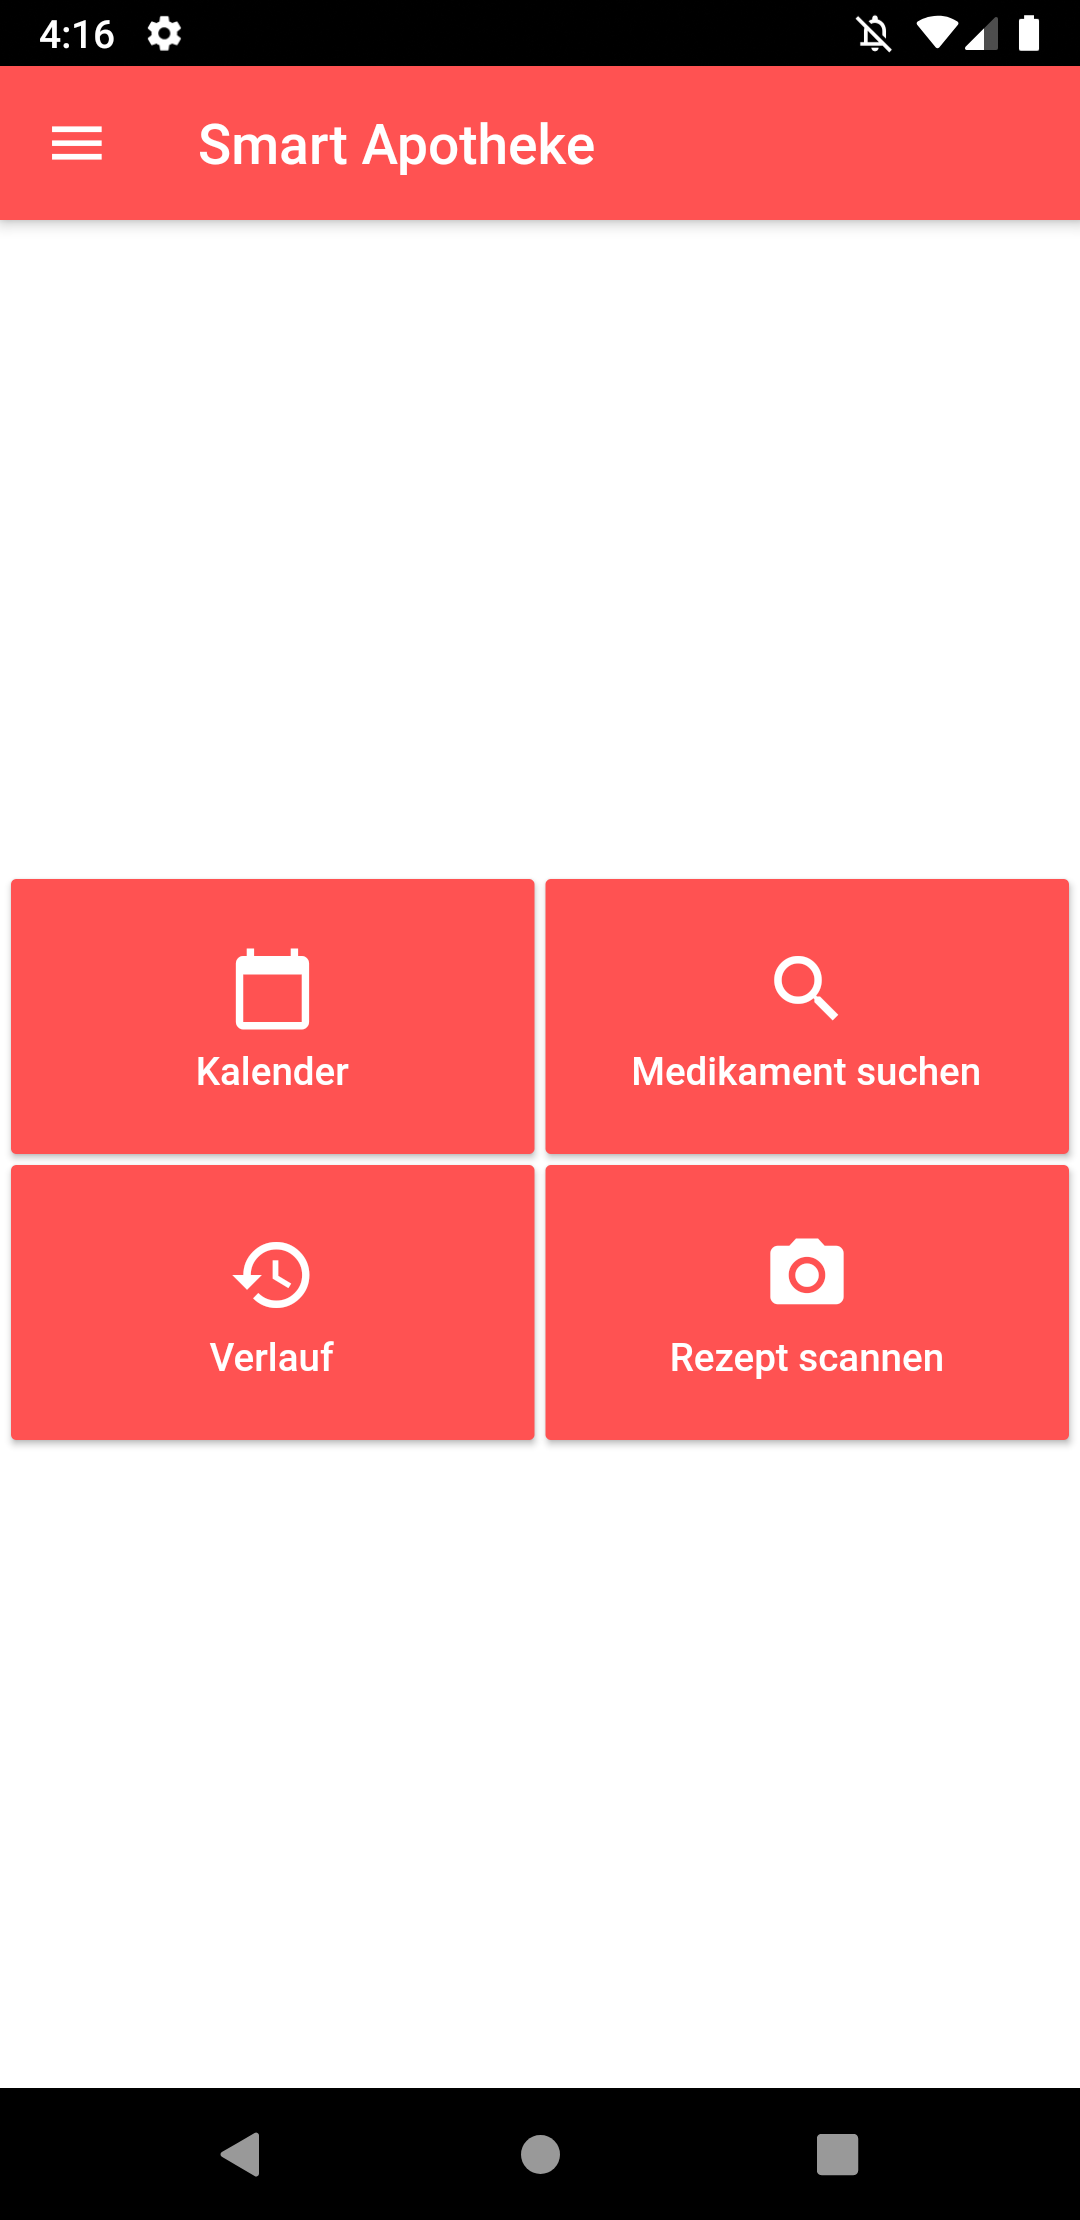 4:16
Smart Apotheke
Kalender
Medikament suchen
Verlauf
Rezept scannen